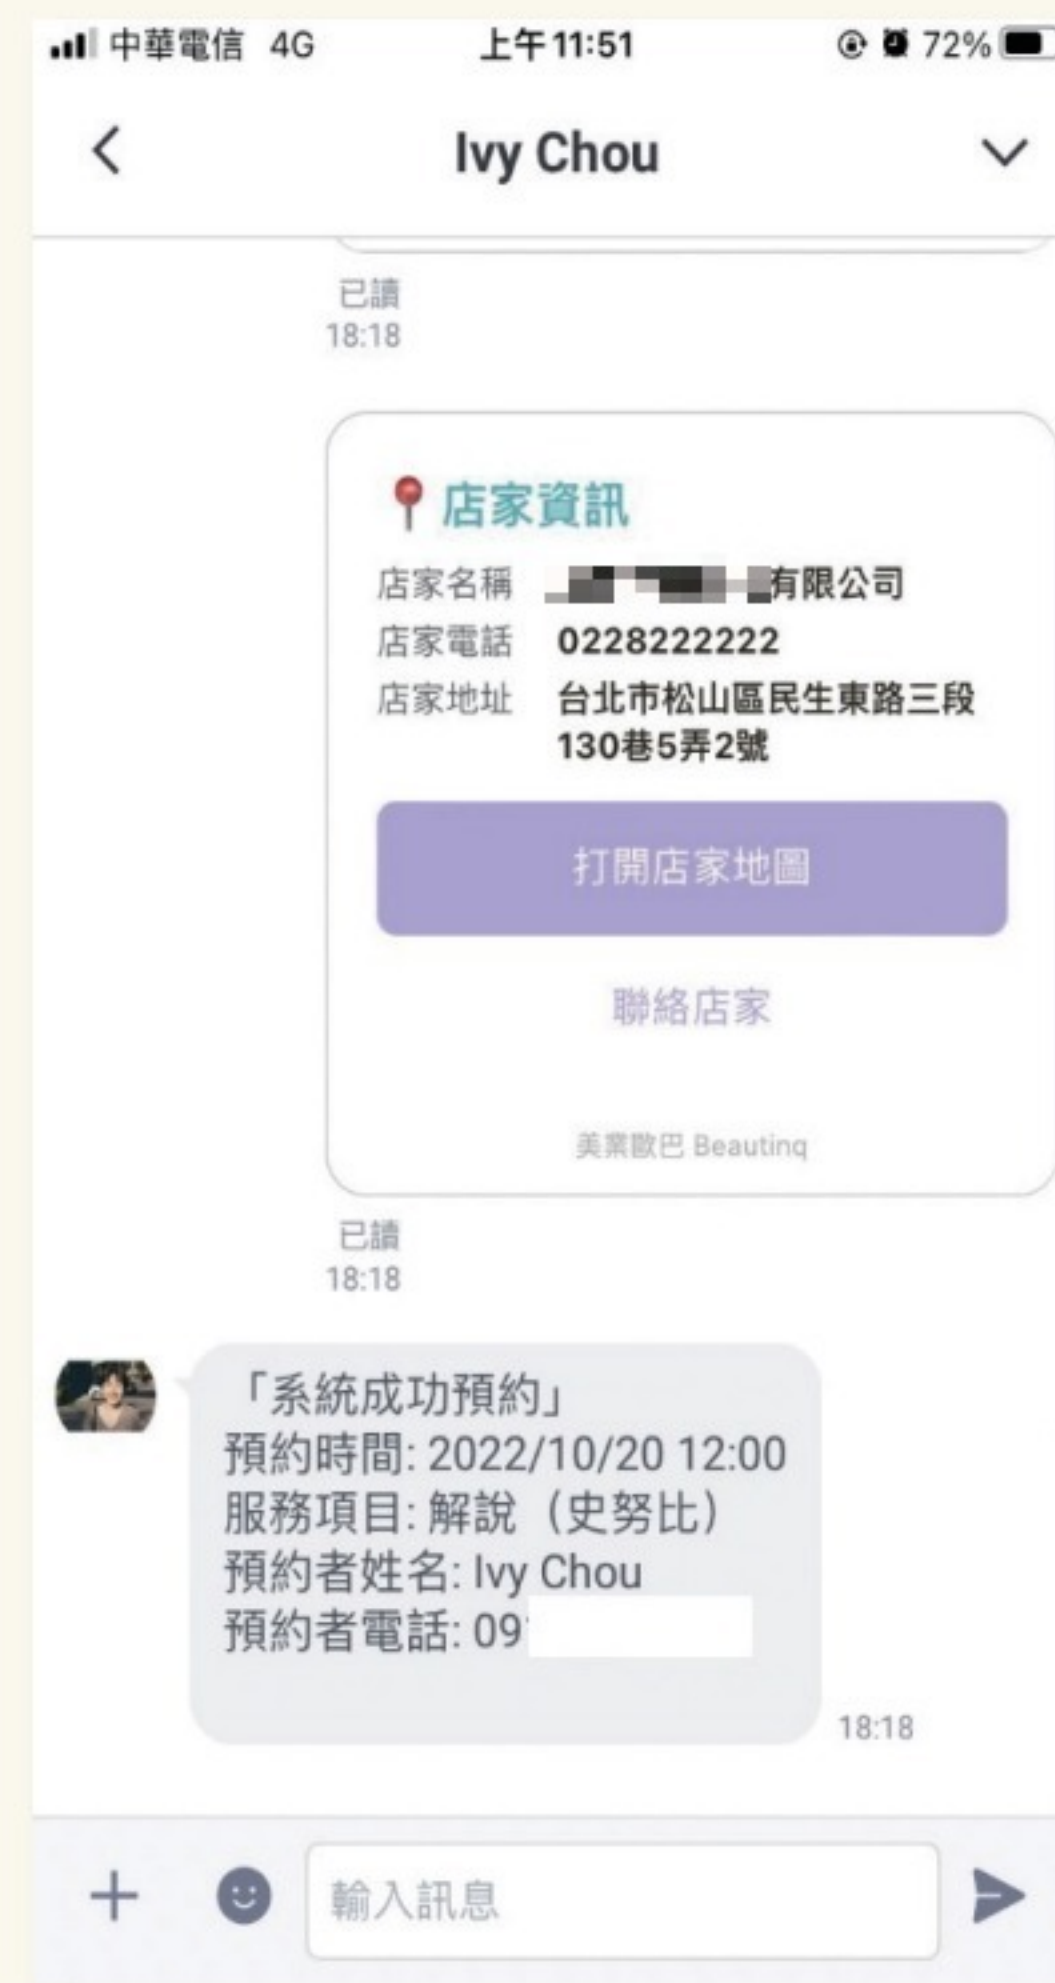 中華電信 4G 上午11:51 72%
Ivy Chou
已讀
18:18
店家資訊
店家名稱 有限公司
店家電話 0228222222
店家地址 台北市松山區民生東路三段
130巷5弄2號
打開店家地圖
聯絡店家
美業歐巴 Beautinq
已讀
18:18
「系統成功預約」
預約時間: 2022/10/20 12:00
服務項目: 解說（史努比）
預約者姓名: Ivy Chou
預約者電話: 09
18:18
輸入訊息